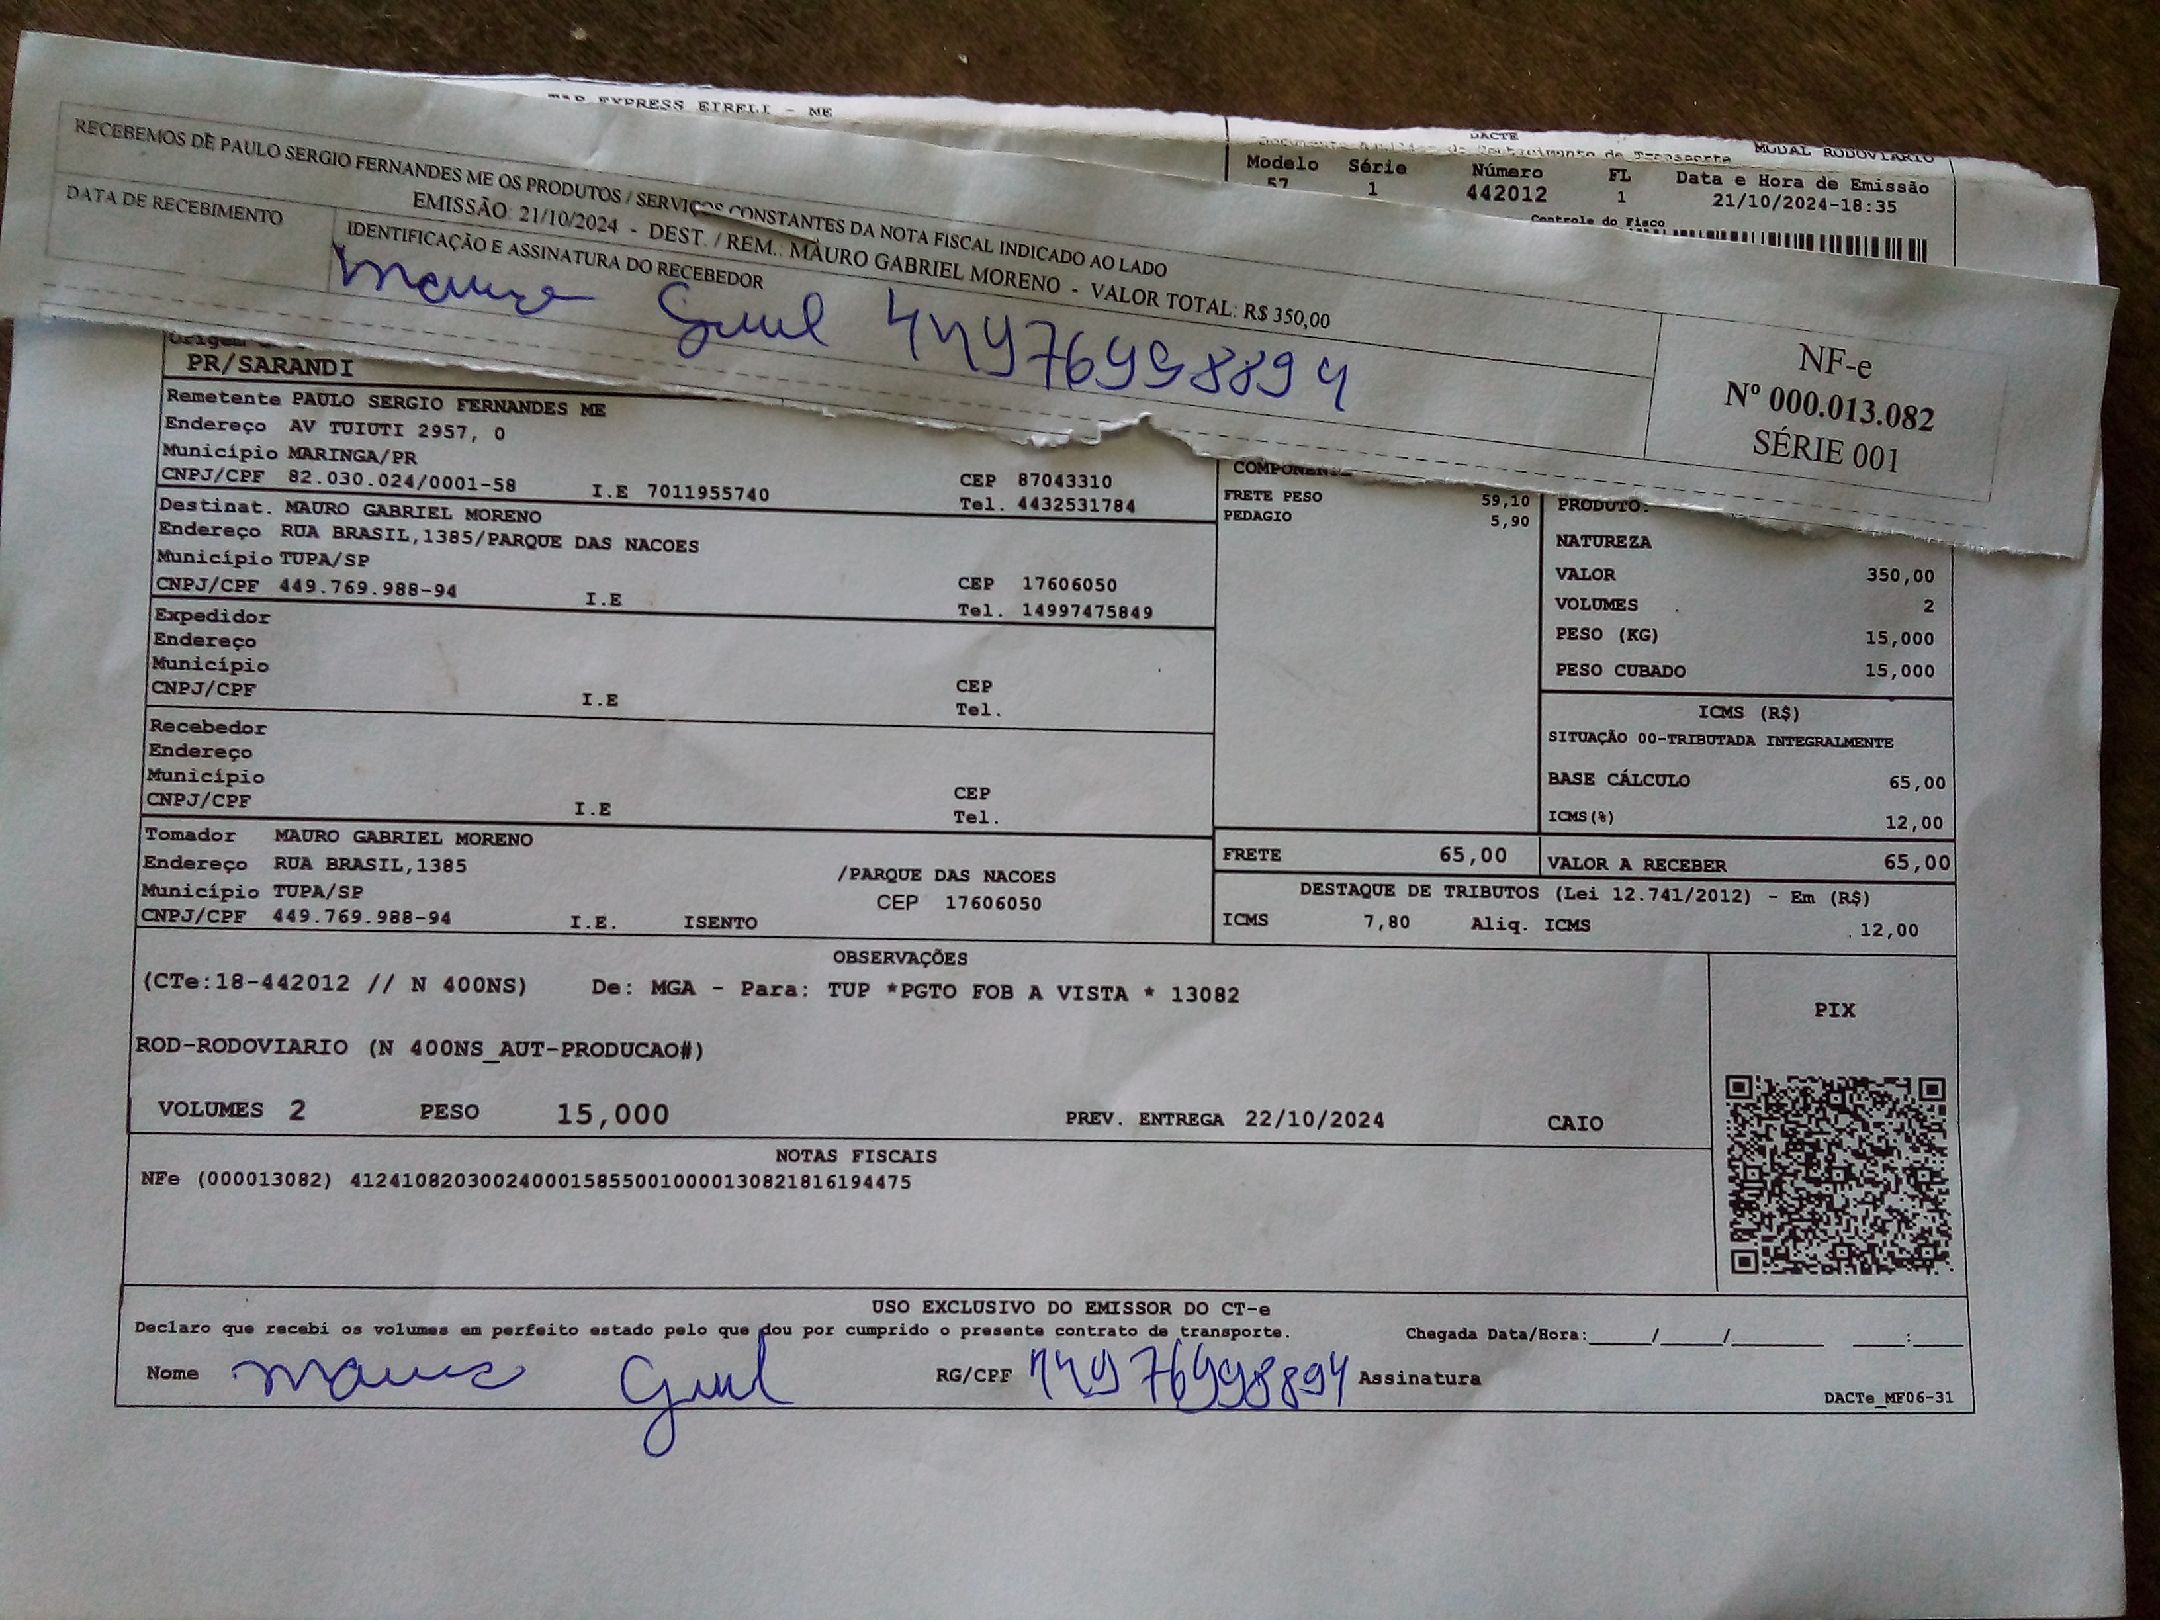 EXPRESS EIRELI - ME
DACTE
MODAL RODOVIARIO
Modelo Série Número FL Data e Hora de Emissão
57 1 442012 1 21/10/2024-18:35
Controle do Fisco
RECEBEMOS DE PAULO SERGIO FERNANDES ME OS PRODUTOS / SERVIÇOS CONSTANTES DA NOTA FISCAL INDICADO AO LADO
EMISSÃO: 21/10/2024 - DEST. / REM.: MAURO GABRIEL MORENO - VALOR TOTAL: R$ 350,00
DATA DE RECEBIMENTO
IDENTIFICAÇÃO E ASSINATURA DO RECEBEDOR
NF-e
Nº 000.013.082
SÉRIE 001
PR/SARANDI
Remetente PAULO SERGIO FERNANDES ME
Endereço AV TUIUTI 2957, 0
Município MARINGA/PR
CNPJ/CPF 82.030.024/0001-58 I.E 7011955740
CEP 87043310
Tel. 4432531784
Destinat. MAURO GABRIEL MORENO
Endereço RUA BRASIL,1385/PARQUE DAS NACOES
Município TUPA/SP
CNPJ/CPF 449.769.988-94 I.E
CEP 17606050
Tel. 14997475849
Expedidor
Endereço
Município
CNPJ/CPF I.E
CEP
Tel.
Recebedor
Endereço
Município
CNPJ/CPF I.E
CEP
Tel.
Tomador MAURO GABRIEL MORENO
Endereço RUA BRASIL,1385 /PARQUE DAS NACOES
Município TUPA/SP CEP 17606050
CNPJ/CPF 449.769.988-94 I.E. ISENTO
FRETE PESO 59,10
PEDAGIO 5,90
PRODUTO:
NATUREZA
VALOR 350,00
VOLUMES 2
PESO (KG) 15,000
PESO CUBADO 15,000
ICMS (R$)
SITUAÇÃO 00-TRIBUTADA INTEGRALMENTE
BASE CÁLCULO 65,00
ICMS(%) 12,00
FRETE 65,00 VALOR A RECEBER 65,00
DESTAQUE DE TRIBUTOS (Lei 12.741/2012) - Em (R$)
ICMS 7,80 Aliq. ICMS 12,00
OBSERVAÇÕES
(CTe:18-442012 // N 400NS) De: MGA - Para: TUP *PGTO FOB A VISTA * 13082
ROD-RODOVIARIO (N 400NS_AUT-PRODUCAO#)
VOLUMES 2 PESO 15,000 PREV. ENTREGA 22/10/2024 CAIO
PIX
NOTAS FISCAIS
NFe (000013082) 41241082030024000158550010000130821816194475
USO EXCLUSIVO DO EMISSOR DO CT-e
Declaro que recebi os volumes em perfeito estado pelo que dou por cumprido o presente contrato de transporte. Chegada Data/Hora:_____/_____/_______ ____:____
Nome RG/CPF Assinatura
DACTe_MF06-31